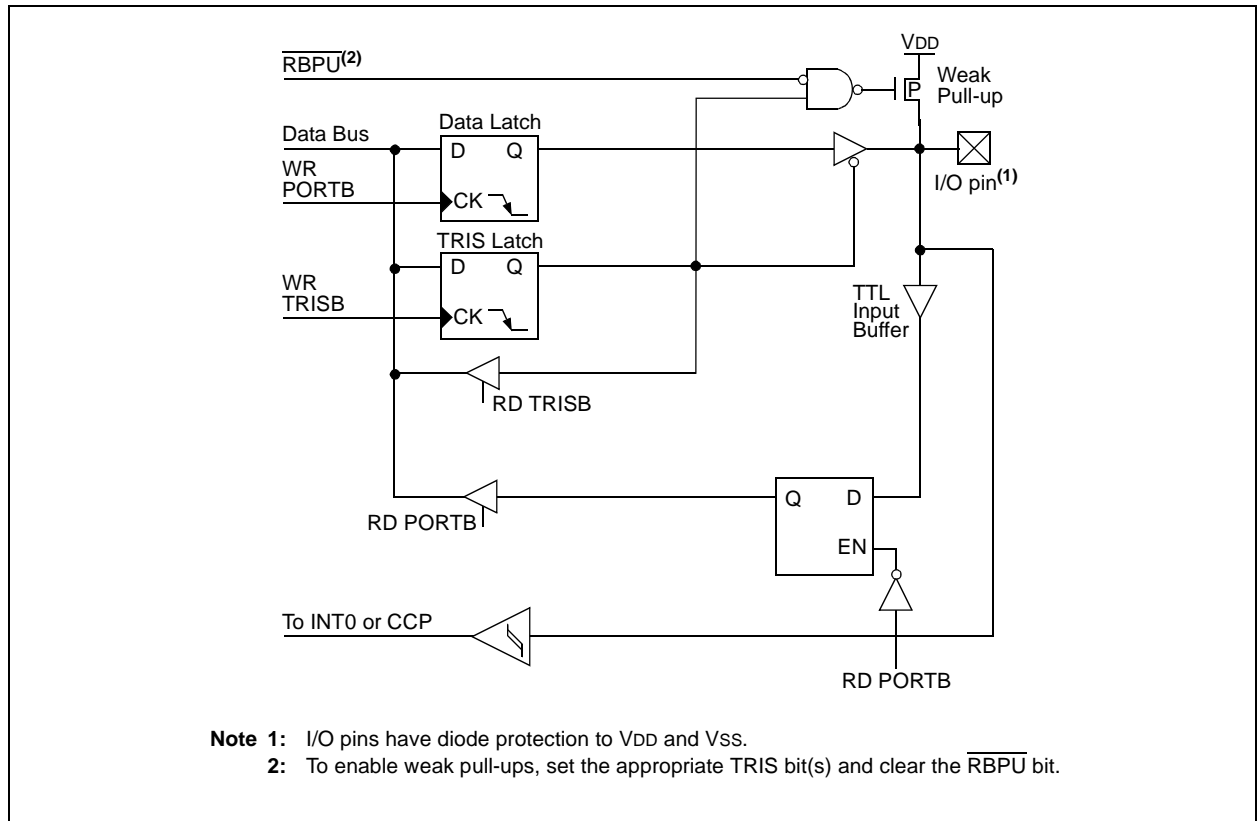 VDD
RBPU(2)
Weak
Pull-up
P
Data Latch
Data Bus
D Q
WR
PORTB
I/O pin(1)
CK
TRIS Latch
D Q
WR
TRISB
TTL
Input
Buffer
CK
RD TRISB
Q D
RD PORTB
EN
To INT0 or CCP
RD PORTB
Note 1: I/O pins have diode protection to VDD and VSS.
2: To enable weak pull-ups, set the appropriate TRIS bit(s) and clear the RBPU bit.